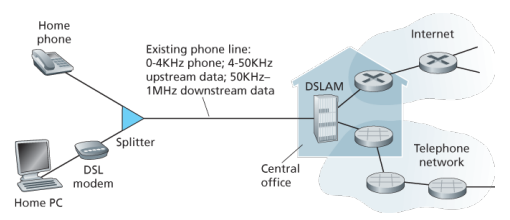 Home
phone
Existing phone line:
0-4KHz phone; 4-50KHz
upstream data; 50KHz–
1MHz downstream data
Internet
DSLAM
Splitter
DSL
modem
Home PC
Central
office
Telephone
network